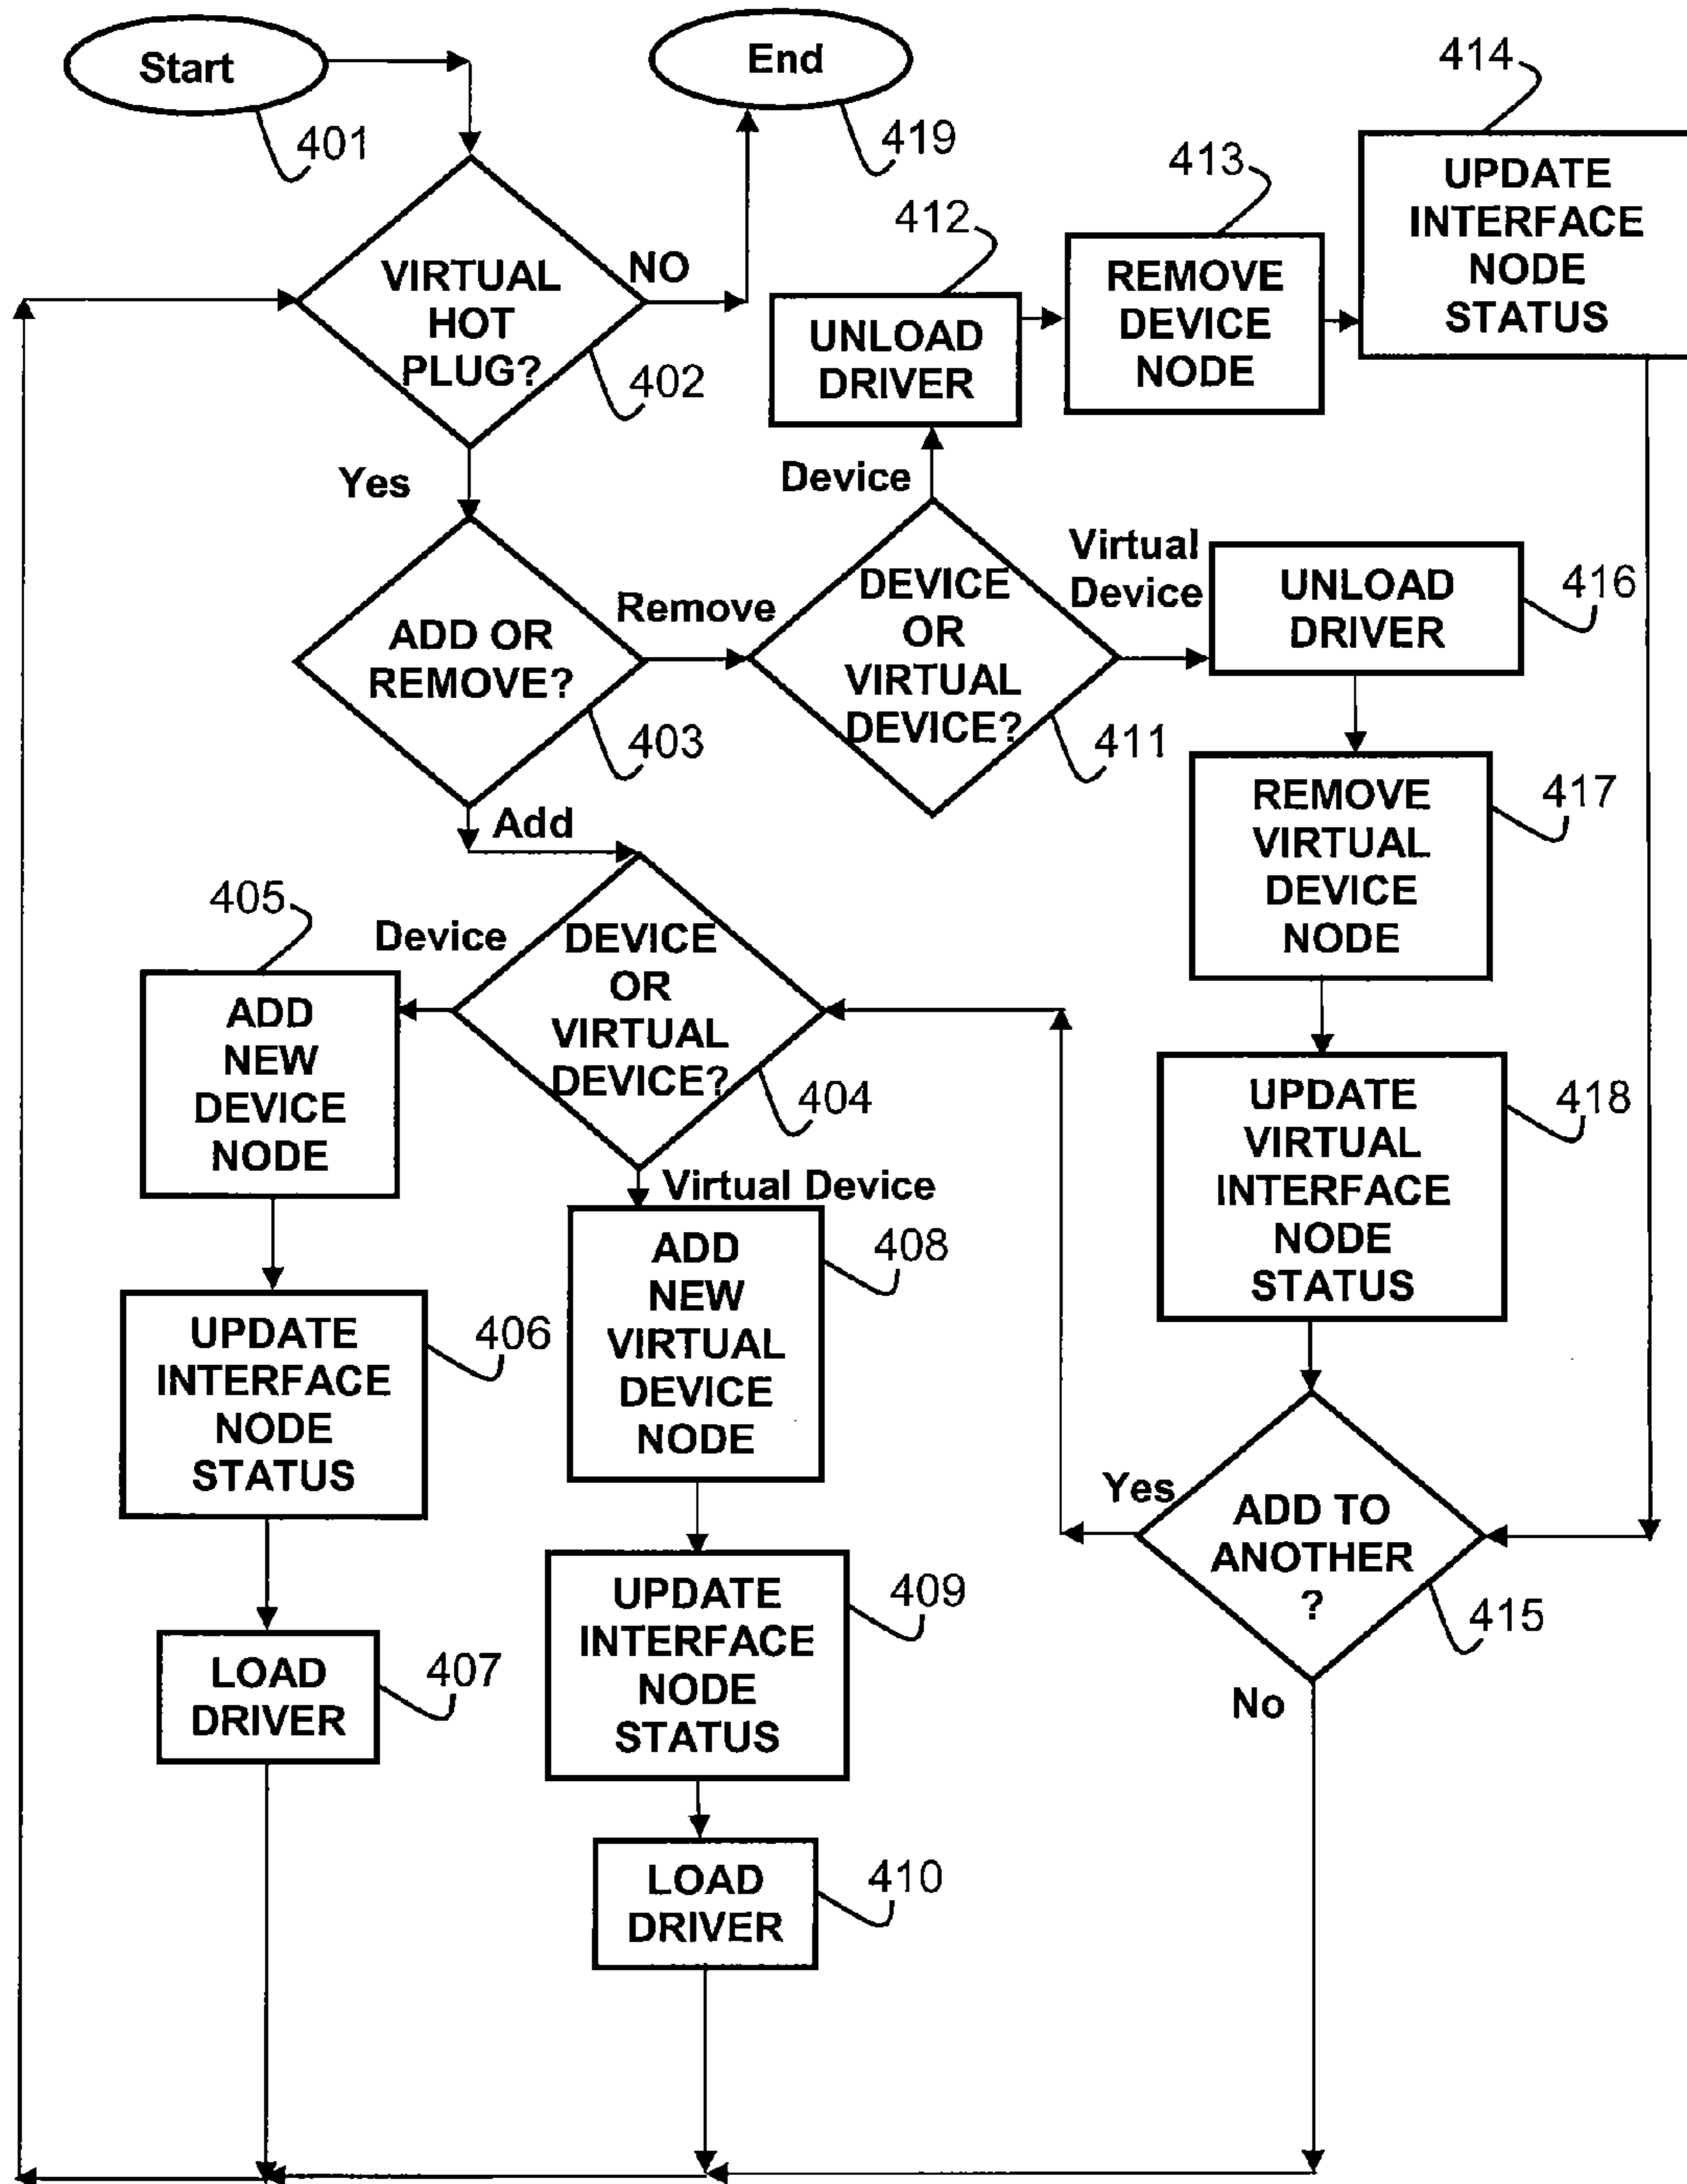 Start
401
End
419
414
UPDATE
INTERFACE
NODE
STATUS
413
REMOVE
DEVICE
NODE
412
UNLOAD
DRIVER
VIRTUAL
HOT
PLUG?
NO
402
Yes
Device
ADD OR
REMOVE?
Remove
403
DEVICE
OR
VIRTUAL
DEVICE?
411
Virtual
Device
UNLOAD
DRIVER
416
REMOVE
VIRTUAL
DEVICE
NODE
417
Add
405
Device
DEVICE
OR
VIRTUAL
DEVICE?
404
ADD
NEW
DEVICE
NODE
Virtual Device
UPDATE
VIRTUAL
INTERFACE
NODE
STATUS
418
ADD
NEW
VIRTUAL
DEVICE
NODE
408
UPDATE
INTERFACE
NODE
STATUS
406
Yes
ADD TO
ANOTHER
?
415
UPDATE
INTERFACE
NODE
STATUS
409
LOAD
DRIVER
407
No
LOAD
DRIVER
410